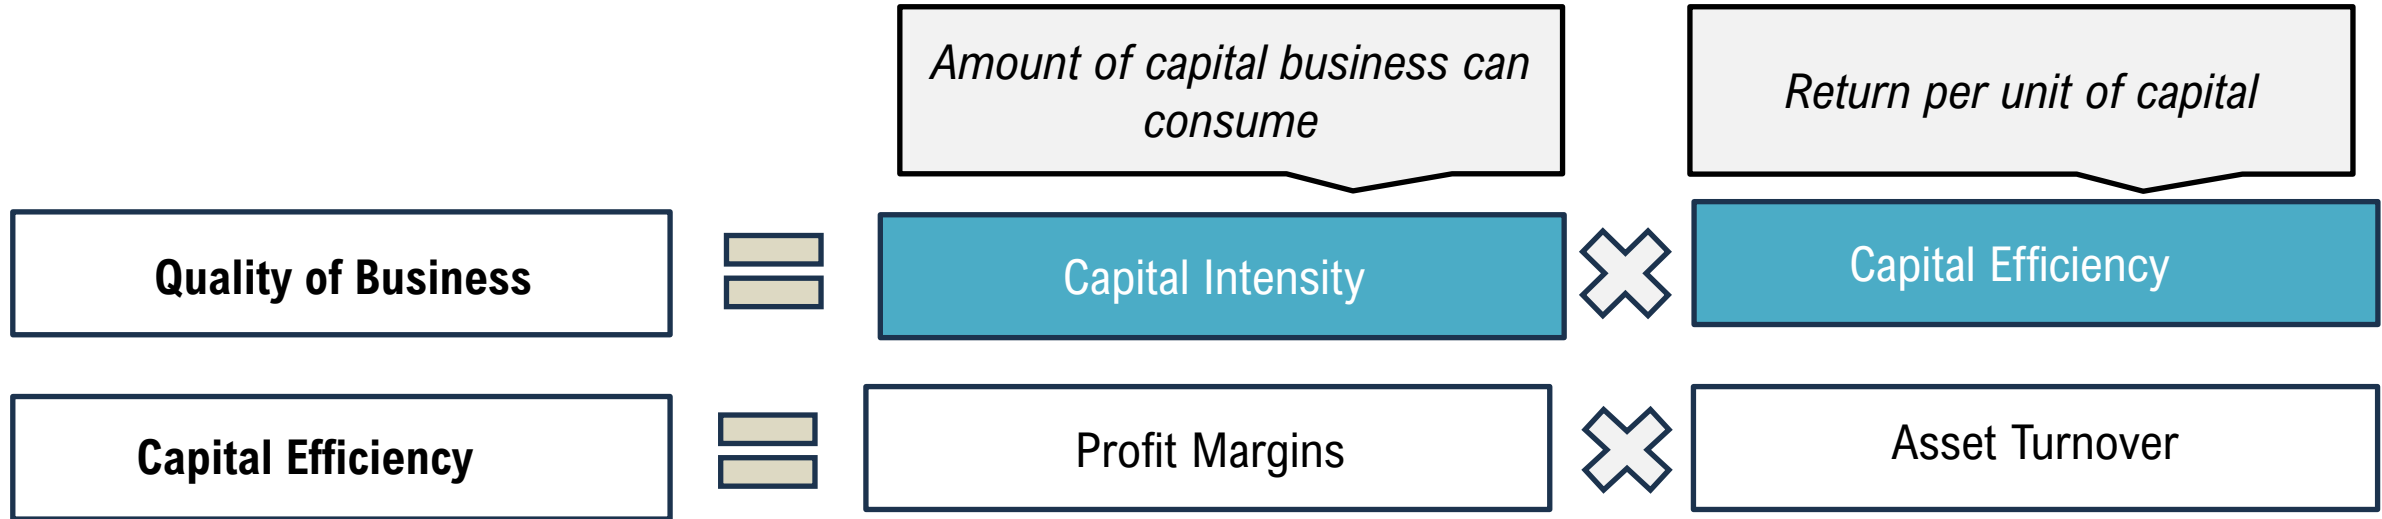 Amount of capital business can
consume
Return per unit of capital
Quality of Business
Capital Intensity
Capital Efficiency
Capital Efficiency
Profit Margins
Asset Turnover